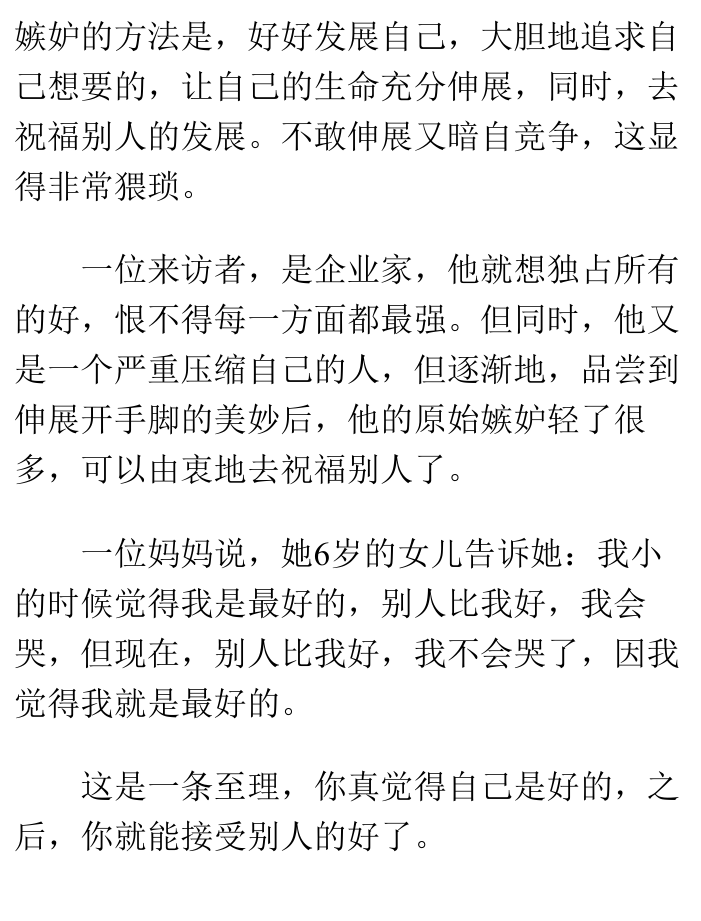 嫉妒的方法是，好好发展自己，大胆地追求自
己想要的，让自己的生命充分伸展，同时，去
祝福别人的发展。不敢伸展又暗自竞争，这显
得非常猥琐。
一位来访者，是企业家，他就想独占所有
的好，恨不得每一方面都最强。但同时，他又
是一个严重压缩自己的人，但逐渐地，品尝到
伸展开手脚的美妙后，他的原始嫉妒轻了很
多，可以由衷地去祝福别人了。
一位妈妈说，她6岁的女儿告诉她：我小
的时候觉得我是最好的，别人比我好，我会
哭，但现在，别人比我好，我不会哭了，因我
觉得我就是最好的。
这是一条至理，你真觉得自己是好的，之
后，你就能接受别人的好了。